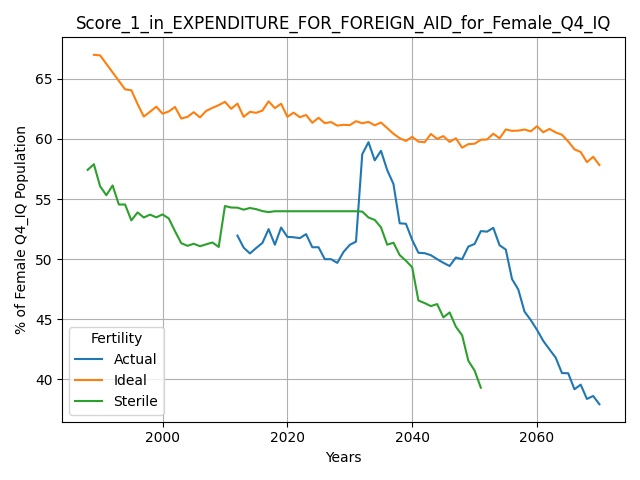 Score_1_in_EXPENDITURE_FOR_FOREIGN_AID_for_Female_Q4_IQ
% of Female Q4_IQ Population
65
60
55
50
45
40
Fertility
Actual
Ideal
Sterile
2000 2020 2040 2060
Years